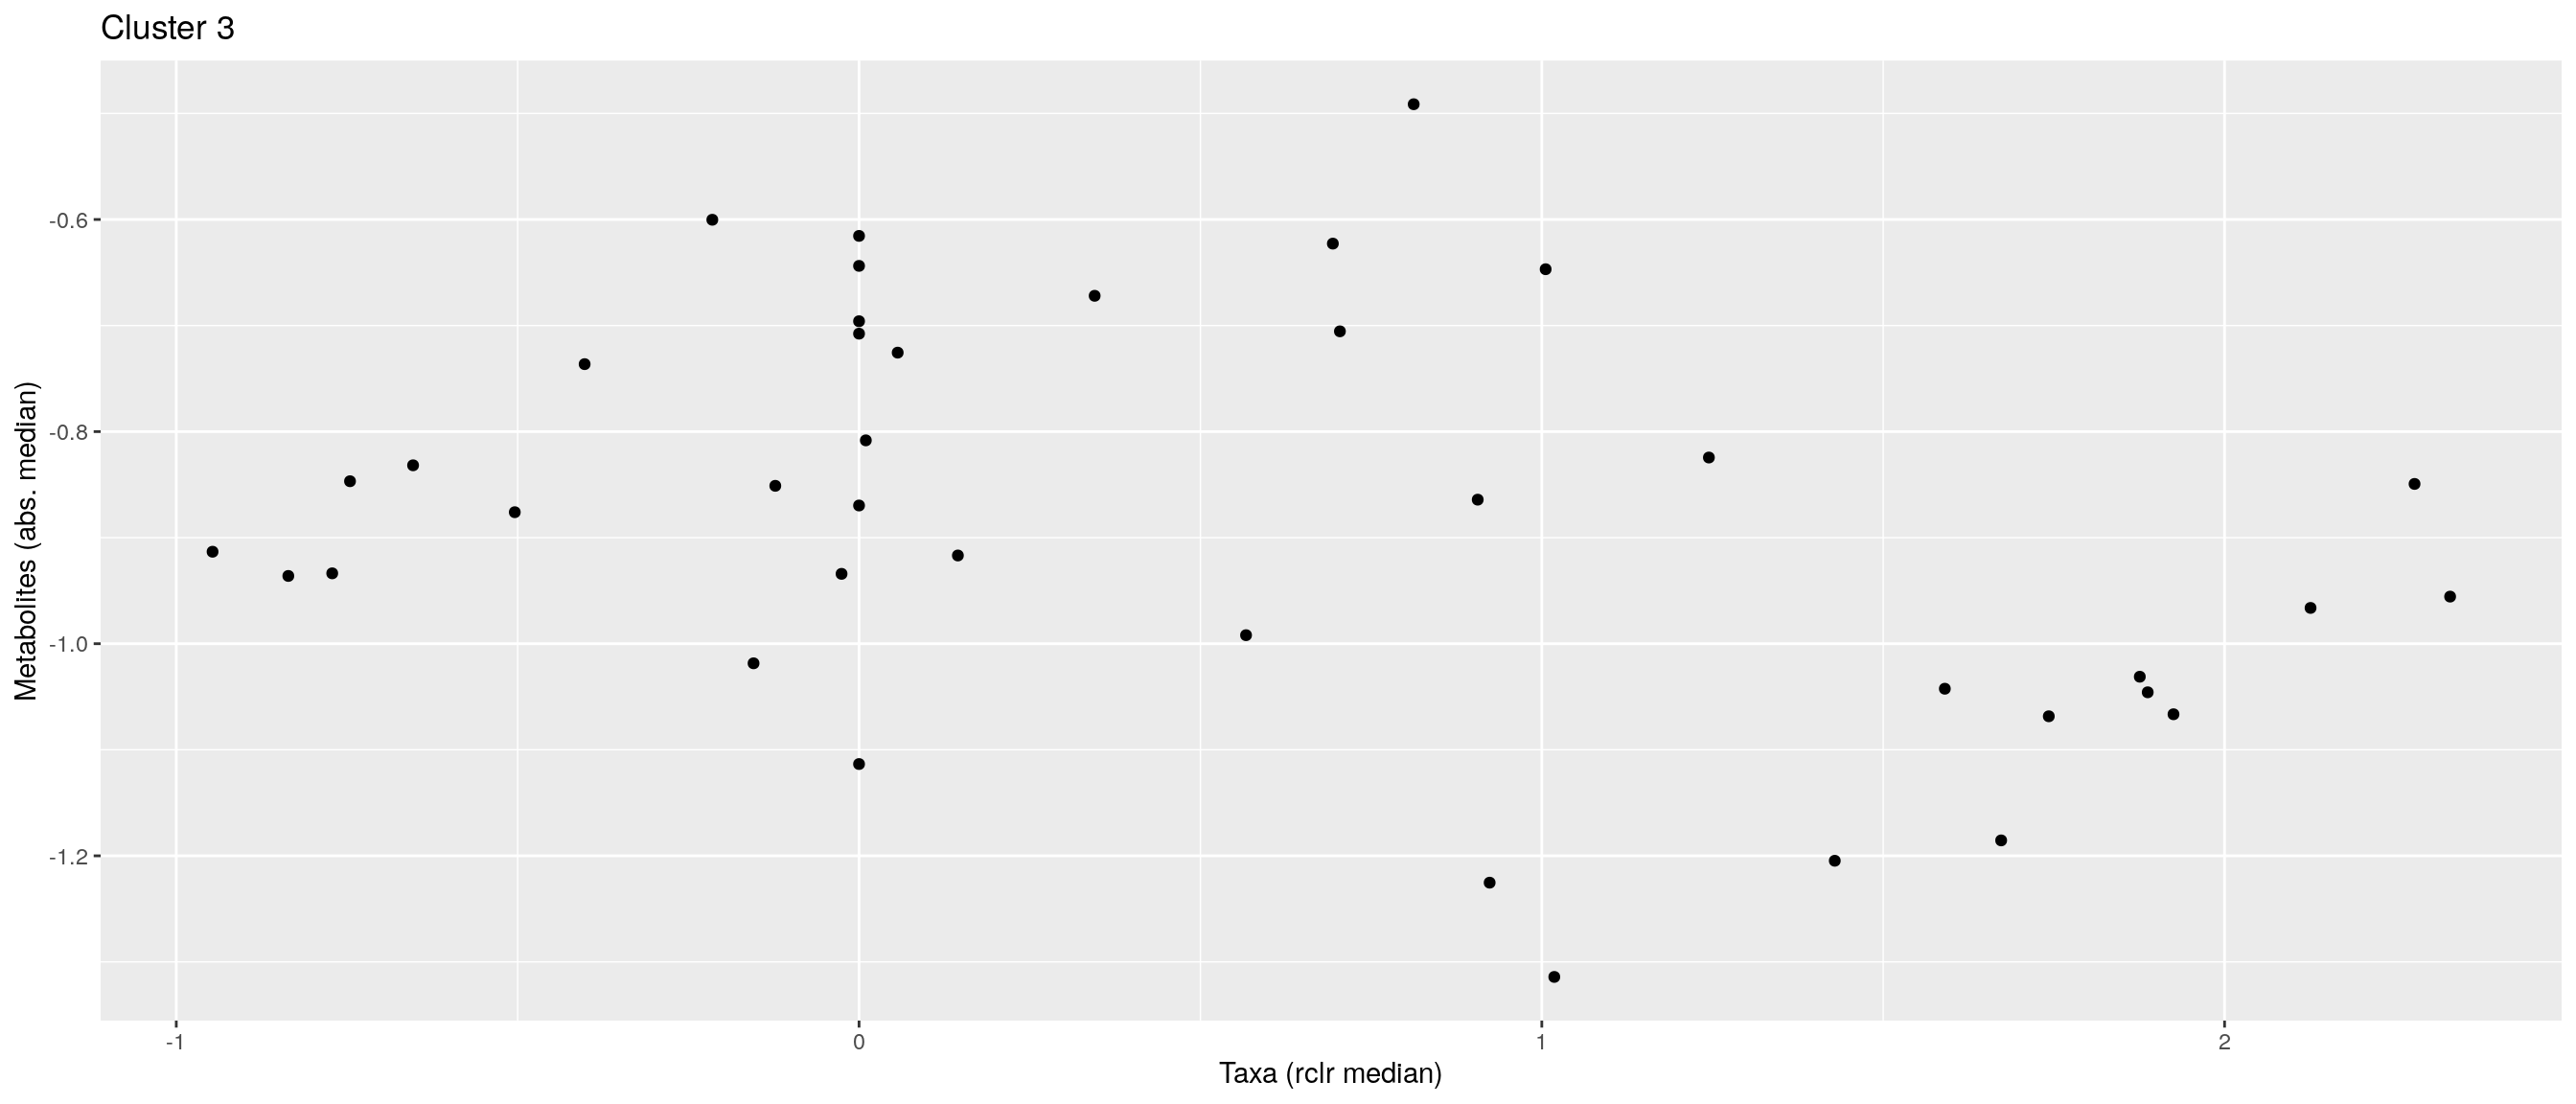 Cluster 3
Metabolites (abs. median)
-0.6
-0.8
-1.0
-1.2
-1
0
1
2
Taxa (rclr median)